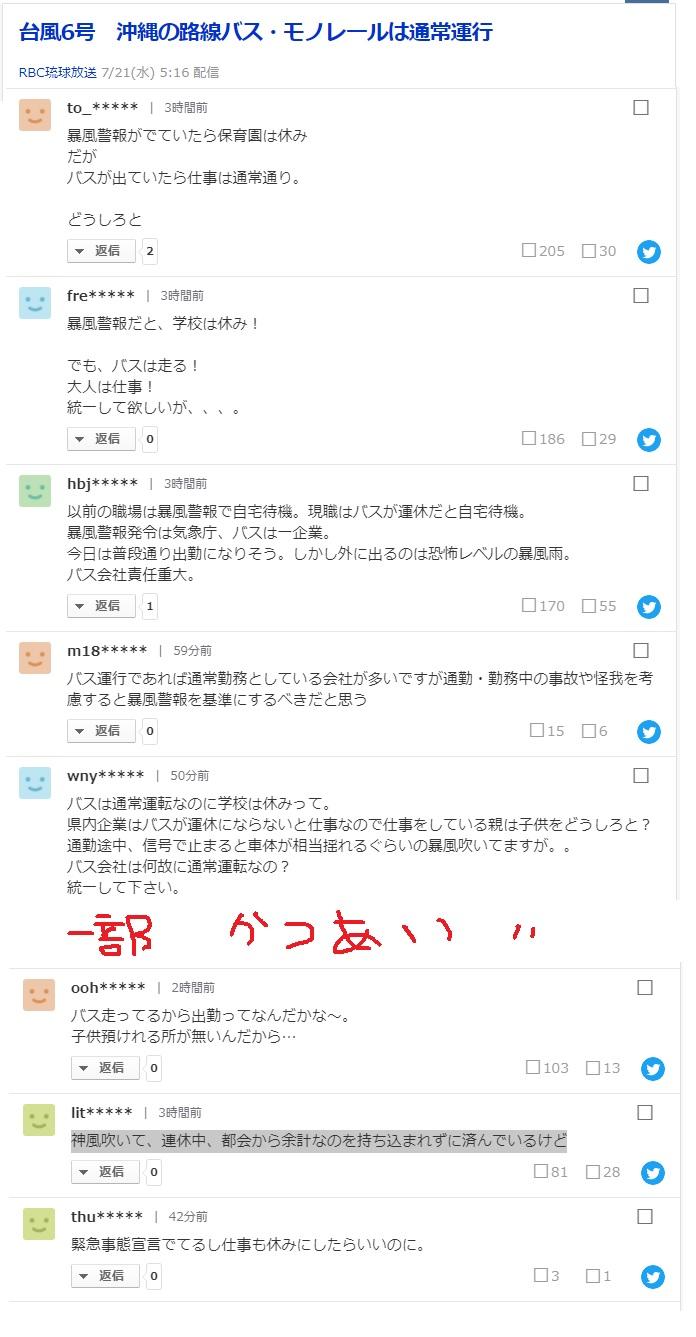 台風6号　沖縄の路線バス・モノレールは通常運行
RBC琉球放送 7/21(水) 5:16 配信
to_***** | 3時間前
暴風警報がでていたら保育園は休み
だが
バスが出ていたら仕事は通常通り。
どうしろと
返信 2
205 30
fre***** | 3時間前
暴風警報だと、学校は休み！
でも、バスは走る！
大人は仕事！
統一して欲しいが、、、。
返信 0
186 29
hbj***** | 3時間前
以前の職場は暴風警報で自宅待機。現職はバスが運休だと自宅待機。
暴風警報発令は気象庁、バスは一企業。
今日は普段通り出勤になりそう。しかし外に出るのは恐怖レベルの暴風雨。
バス会社責任重大。
返信 1
170 55
m18***** | 59分前
バス運行であれば通常勤務としている会社が多いですが通勤・勤務中の事故や怪我を考
慮すると暴風警報を基準にするべきだと思う
返信 0
15 6
wny***** | 50分前
バスは通常運転なのに学校は休みって。
県内企業はバスが運休にならないと仕事なので仕事をしている親は子供をどうしろと？
通勤途中、信号で止まると車体が相当揺れるぐらいの暴風吹いてますが。。
バス会社は何故に通常運転なの？
統一して下さい。
一部　かつあい〃
ooh***** | 2時間前
バス走ってるから出勤ってなんだかな〜。
子供預けれる所が無いんだから…
返信 0
103 13
lit***** | 3時間前
神風吹いて、連休中、都会から余計なのを持ち込まれずに済んでいるけど
返信 0
81 28
thu***** | 42分前
緊急事態宣言でてるし仕事も休みにしたらいいのに。
返信 0
3 1